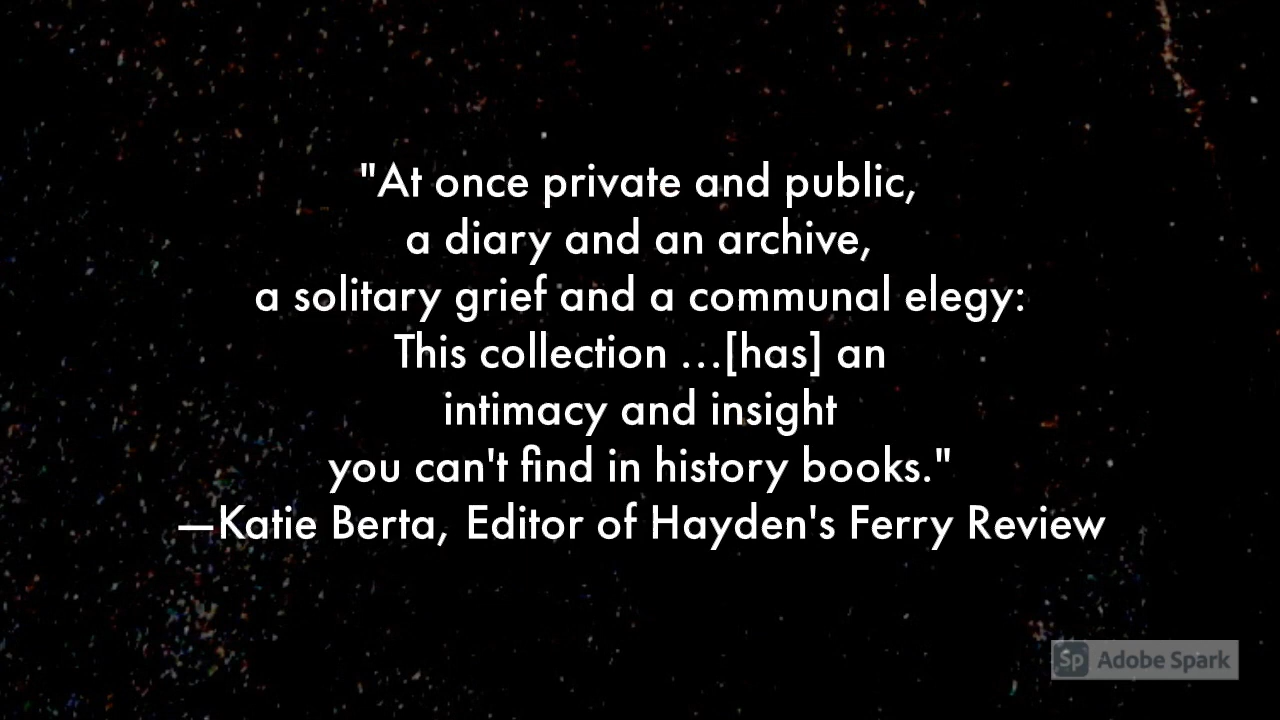 "At once private and public,
a diary and an archive,
a solitary grief and a communal elegy:
This collection ...[has] an
intimacy and insight
you can't find in history books."
—Katie Berta, Editor of Hayden's Ferry Review
Sp Adobe Spark